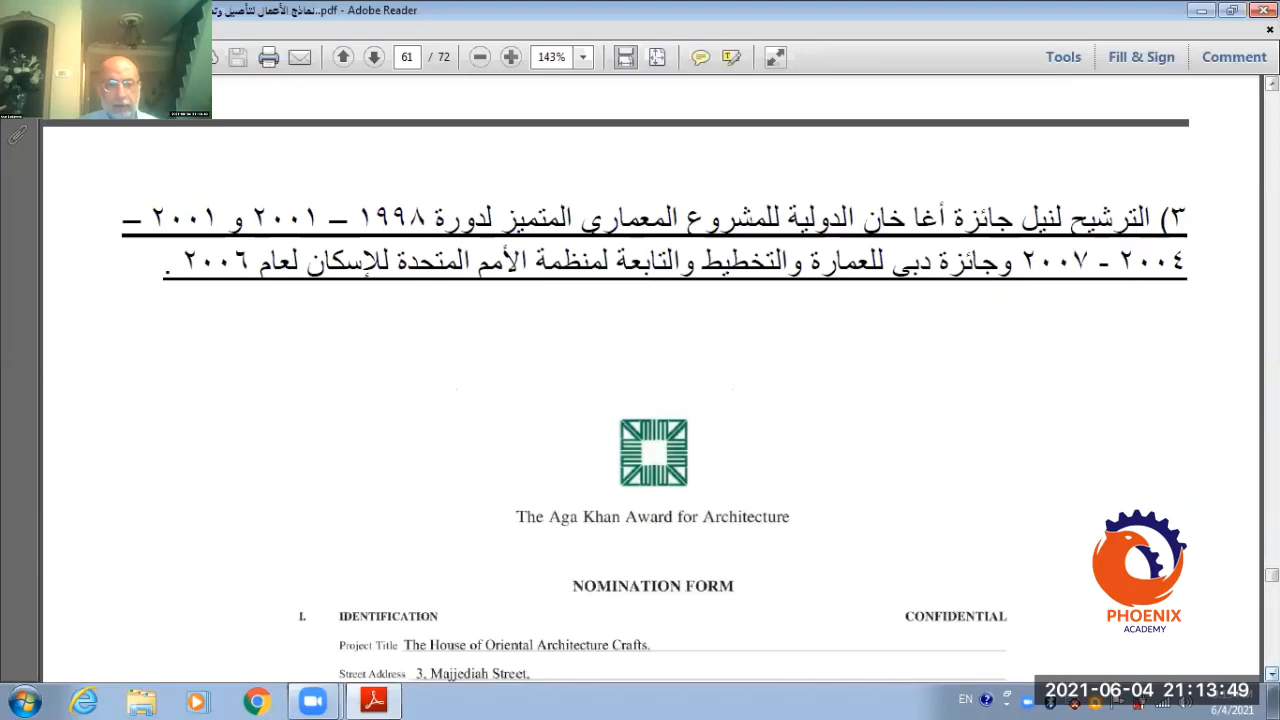 نماذج الأعمال لتأصيل وتم..pdf - Adobe Reader
61 / 72
143%
Tools
Fill & Sign
Comment
٣) الترشيح لنيل جائزة أغا خان الدولية للمشروع المعماري المتميز لدورة ١٩٩٨ – ٢٠٠١ و ٢٠٠١ –
٢٠٠٤ - ٢٠٠٧ وجائزة دبي للعمارة والتخطيط والتابعة لمنظمة الأمم المتحدة للإسكان لعام ٢٠٠٦ .
The Aga Khan Award for Architecture
NOMINATION FORM
I. IDENTIFICATION CONFIDENTIAL
Project Title The House of Oriental Architecture Crafts.
Street Address 3, Majjediah Street,
PHOENIX
ACADEMY
EN
2021-06-04 21:13:49
6/4/2021